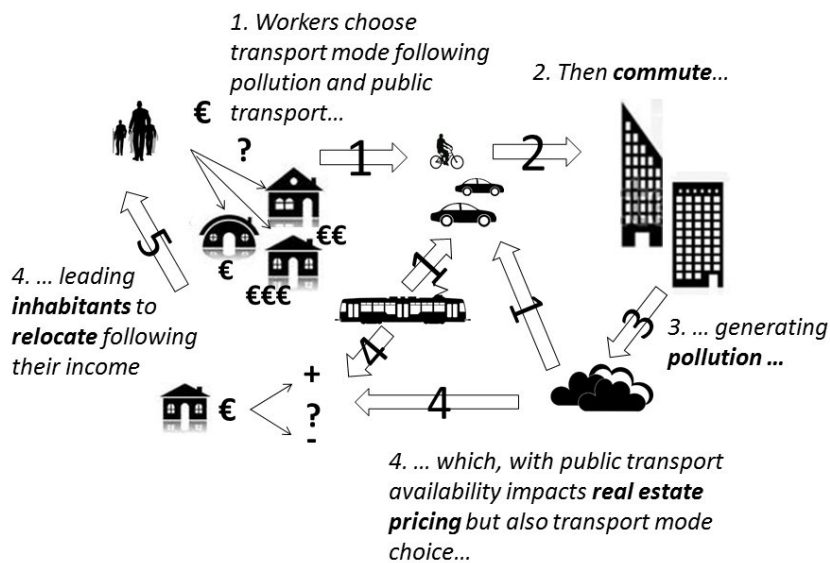 1. Workers choose
transport mode following
pollution and public
transport…
2. Then commute…
€
?
1
2
€€
€
€€€
5
1
1
3
4. … leading
inhabitants to
relocate following
their income
3. … generating
pollution …
4
+
€
?
-
4
4. … which, with public transport
availability impacts real estate
pricing but also transport mode
choice…